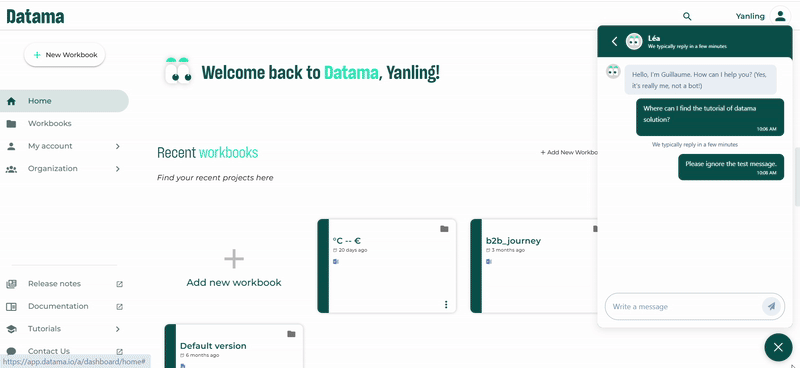 Datama
Yanling
New Workbook
Home
Workbooks
My account
Organization
Release notes
Documentation
Tutorials
Contact Us
https://app.datama.io/a/dashboard/home#
Welcome back to Datama, Yanling!
Recent workbooks
+ Add New Workbo
Find your recent projects here
Add new workbook
°C -- €
20 days ago
b2b_journey
3 months ago
Default version
6 months ago
Léa
We typically reply in a few minutes
Hello, I'm Guillaume. How can I help you? (Yes,
it's really me, not a bot!)
Where can I find the tutorial of datama
solution?
10:06 AM
We typically reply in a few minutes
Please ignore the test message.
10:08 AM
Write a message